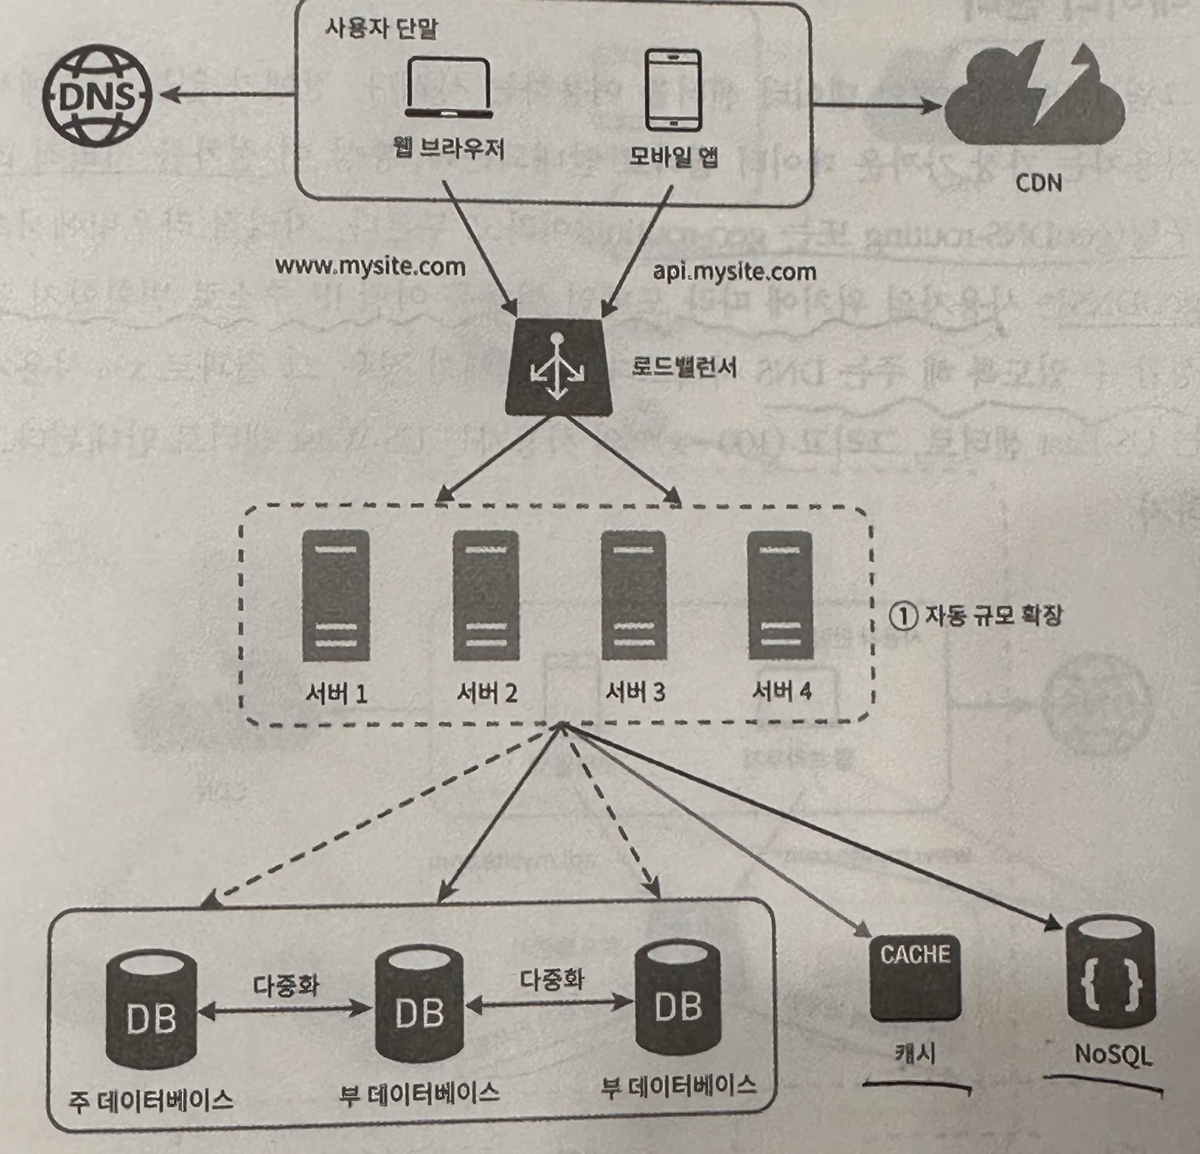 사용자 단말
DNS
웹 브라우저
모바일 앱
CDN
www.mysite.com
api.mysite.com
로드밸런서
① 자동 규모 확장
서버 1
서버 2
서버 3
서버 4
CACHE
다중화
다중화
DB
DB
DB
{ }
캐시
NoSQL
주 데이터베이스
부 데이터베이스
부 데이터베이스